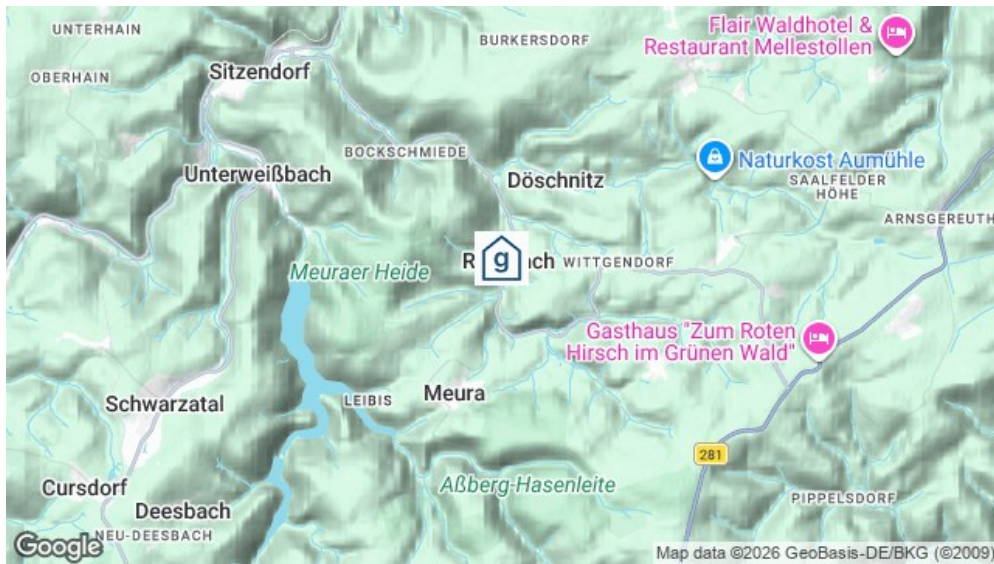 UNTERHAIN
Flair Waldhotel &
Restaurant Mellestollen
BURKERSDORF
Sitzendorf
OBERHAIN
BOCKSCHMIEDE
Naturkost Aumühle
Unterweißbach
Döschnitz
SAALFELDER
HÖHE
ARNSGEREUTH
g
WITTGENDORF
Meuraer Heide
Gasthaus "Zum Roten
Hirsch im Grünen Wald"
Meura
LEIBIS
Schwarzatal
281
Cursdorf
Aßberg-Hasenleite
PIPPELSDORF
Deesbach
NEU-DEESBACH
Google
Map data ©2026 GeoBasis-DE/BKG (©2009)